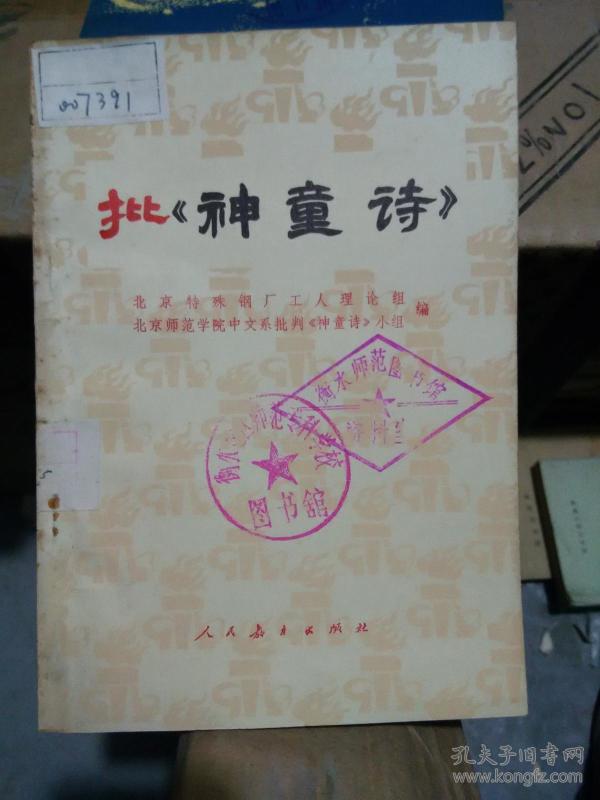 007391
批《神童诗》
北京特殊钢厂工人理论组
北京师范学院中文系批判《神童诗》小组
编
衡水师范图书馆
图书馆
人民教育出版社
孔夫子旧书网
www.kongfz.com